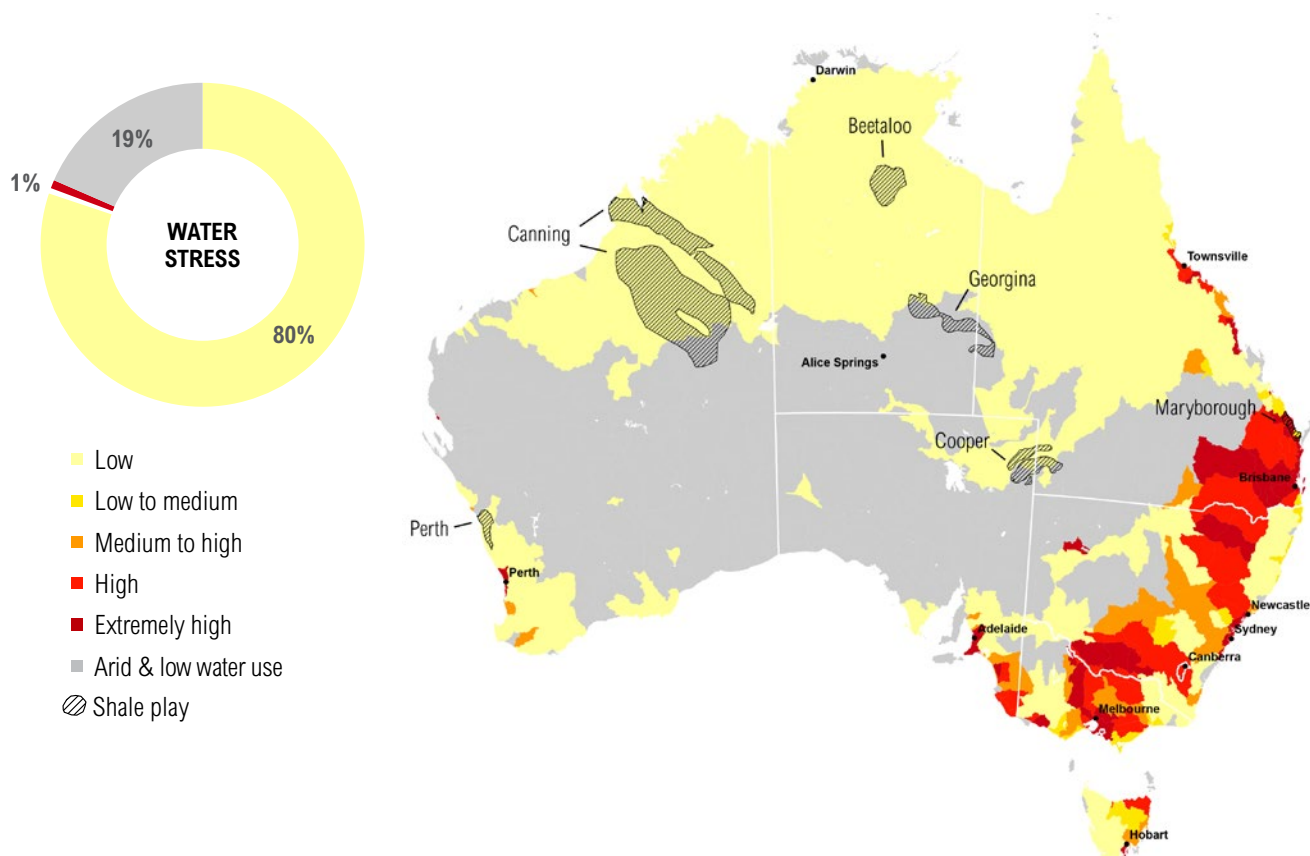 19%
1%
WATER
STRESS
80%
Low
Low to medium
Medium to high
High
Extremely high
Arid & low water use
Shale play
Darwin
Beetaloo
Canning
Townsville
Georgina
Alice Springs
Maryborough
Cooper
Brisbane
Perth
Perth
Newcastle
Adelaide
Sydney
Canberra
Melbourne
Hobart